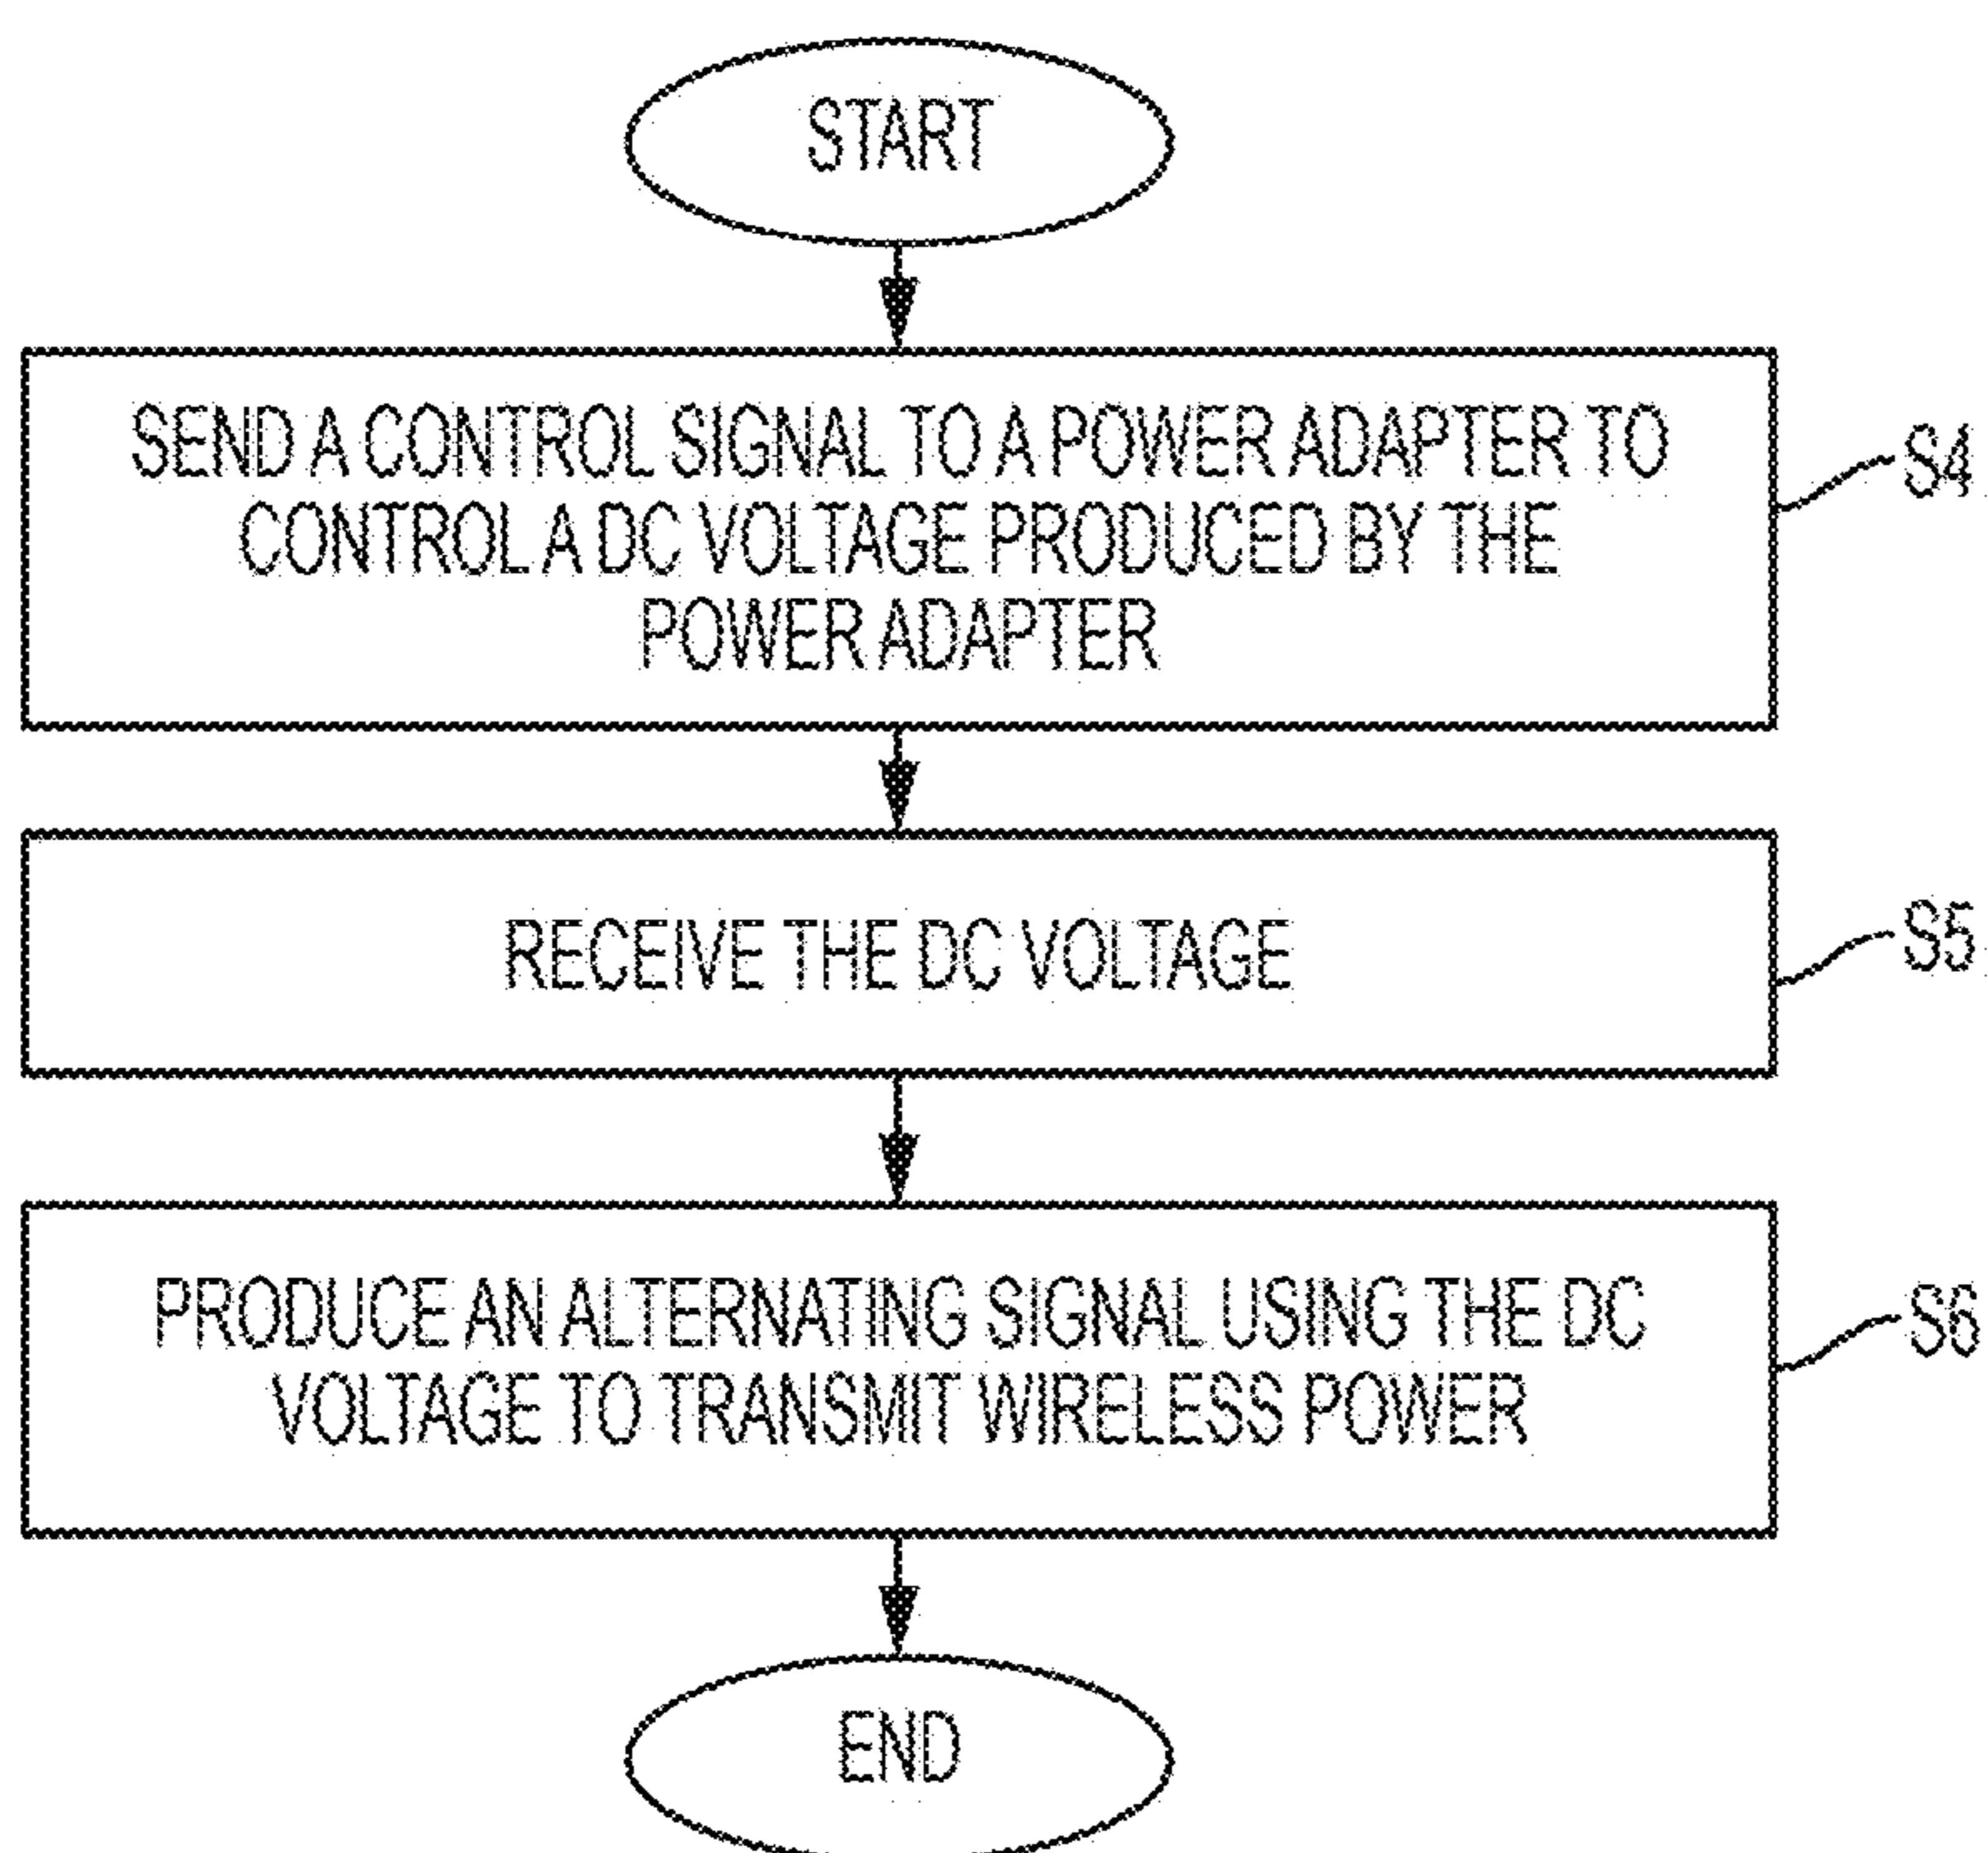 START
SEND A CONTROL SIGNAL TO A POWER ADAPTER TO
CONTROL A DC VOLTAGE PRODUCED BY THE
POWER ADAPTER
S4
RECEIVE THE DC VOLTAGE
S5
PRODUCE AN ALTERNATING SIGNAL USING THE DC
VOLTAGE TO TRANSMIT WIRELESS POWER
S6
END